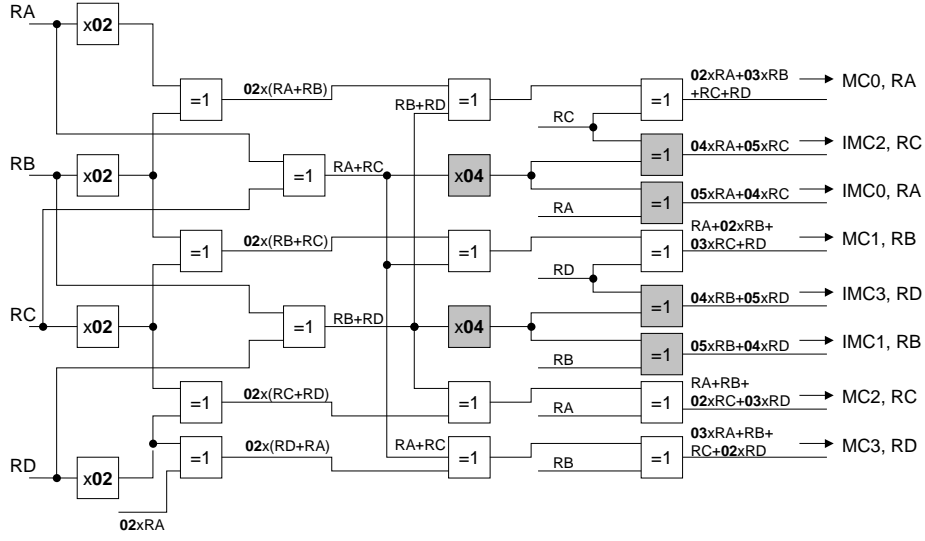 RA
x02
=1
02x(RA+RB)
RB+RD
=1
02xRA+03xRB
+RC+RD
=1
MC0, RA
RC
=1
04xRA+05xRC
IMC2, RC
RB
x02
=1
RA+RC
x04
RA
=1
05xRA+04xRC
IMC0, RA
=1
02x(RB+RC)
=1
RA+02xRB+
03xRC+RD
=1
MC1, RB
RD
=1
04xRB+05xRD
IMC3, RD
RC
x02
=1
RB+RD
x04
RB
=1
05xRB+04xRD
IMC1, RB
=1
02x(RC+RD)
=1
RA
=1
RA+RB+
02xRC+03xRD
MC2, RC
=1
02x(RD+RA)
RA+RC
=1
RB
=1
03xRA+RB+
RC+02xRD
MC3, RD
RD
x02
02xRA